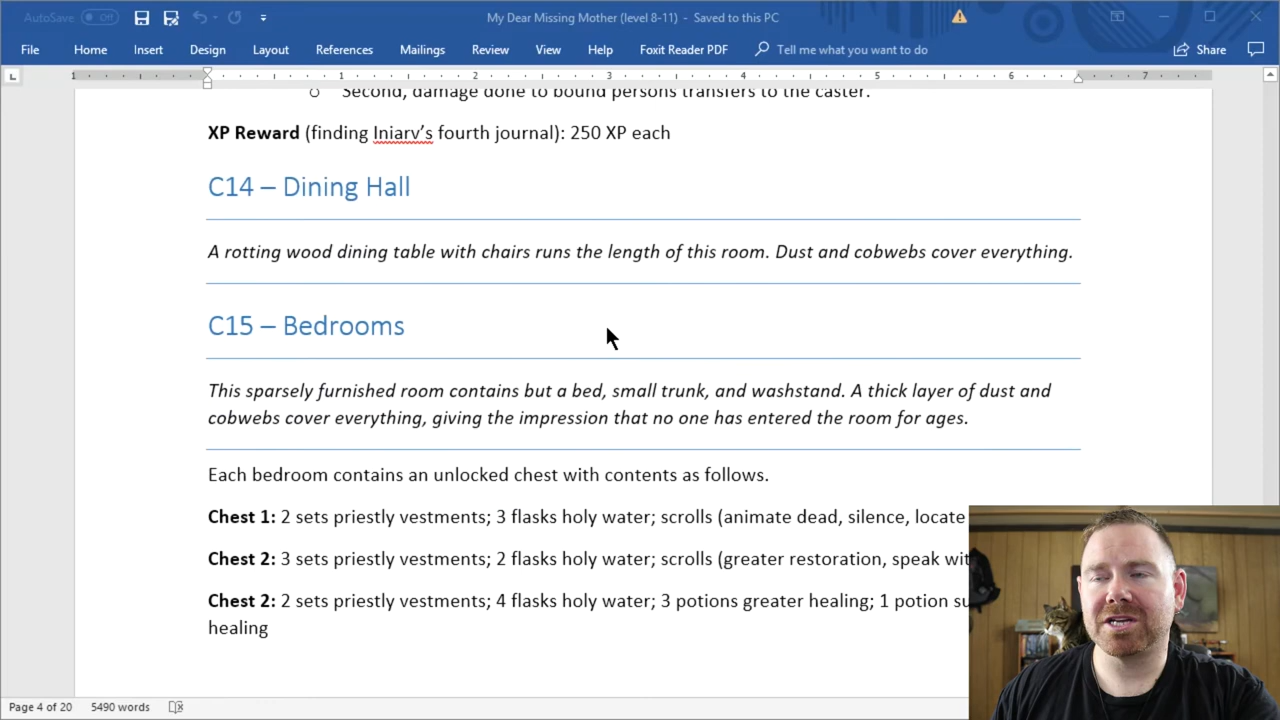 AutoSave Off
My Dear Missing Mother (level 8-11) - Saved to this PC
File Home Insert Design Layout References Mailings Review View Help Foxit Reader PDF Tell me what you want to do Share
1 1 2 3 4 5 6 7
o Second, damage done to bound persons transfers to the caster.
XP Reward (finding Iniarv's fourth journal): 250 XP each
C14 – Dining Hall
A rotting wood dining table with chairs runs the length of this room. Dust and cobwebs cover everything.
C15 – Bedrooms
This sparsely furnished room contains but a bed, small trunk, and washstand. A thick layer of dust and
cobwebs cover everything, giving the impression that no one has entered the room for ages.
Each bedroom contains an unlocked chest with contents as follows.
Chest 1: 2 sets priestly vestments; 3 flasks holy water; scrolls (animate dead, silence, locate
Chest 2: 3 sets priestly vestments; 2 flasks holy water; scrolls (greater restoration, speak
Chest 2: 2 sets priestly vestments; 4 flasks holy water; 3 potions greater healing; 1 potion
healing
Page 4 of 20 5490 words